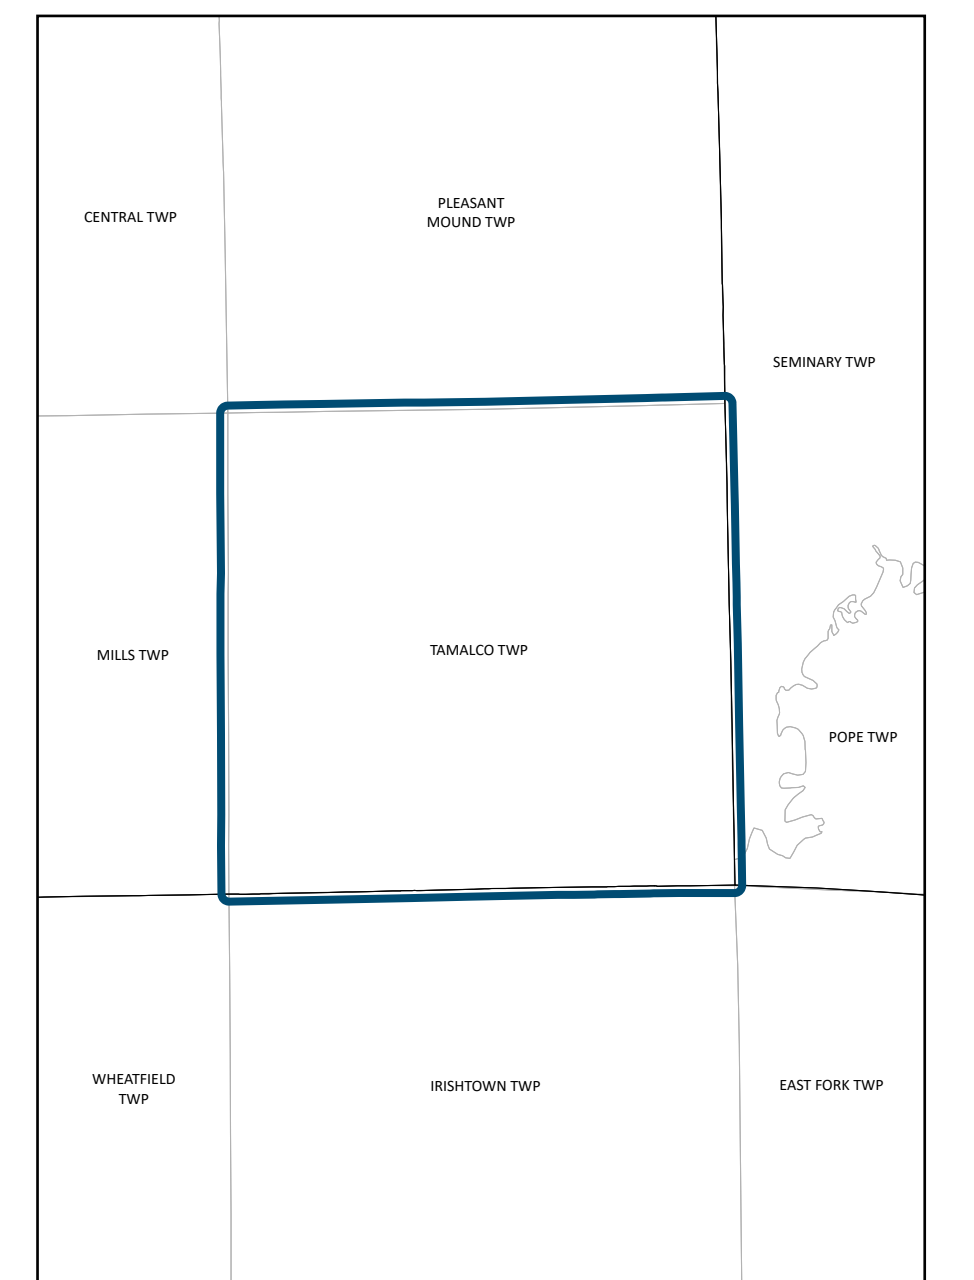 PLEASANT
MOUND TWP
CENTRAL TWP
SEMINARY TWP
TAMALCO TWP
MILLS TWP
POPE TWP
WHEATFIELD
TWP
IRISHTOWN TWP
EAST FORK TWP